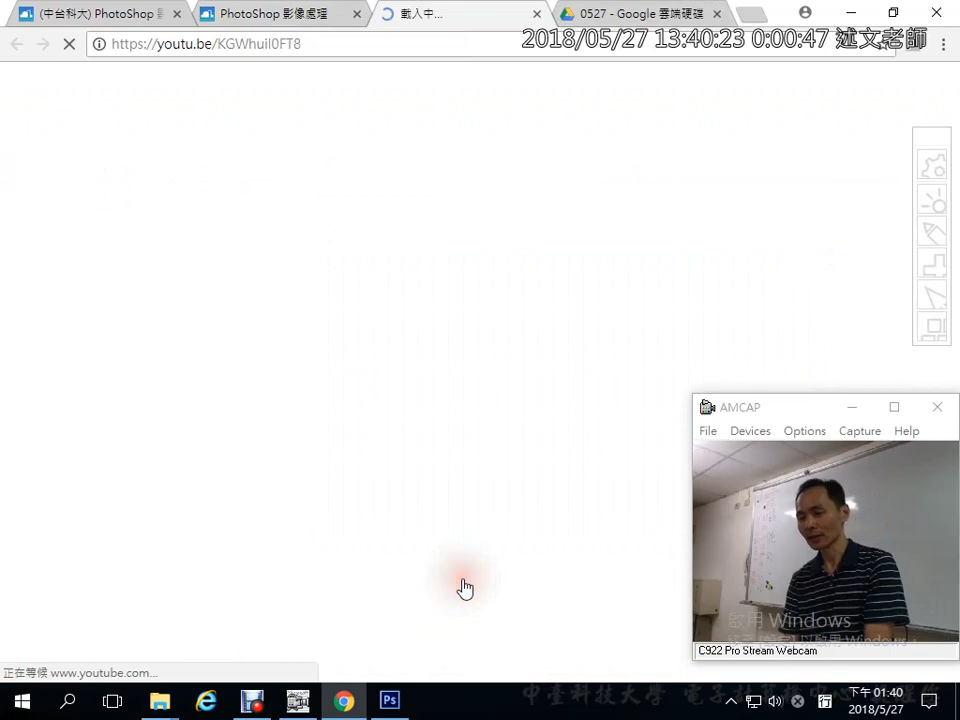 (中台科大) PhotoShop 影
PhotoShop 影像處理
載入中...
0527 - Google 雲端硬碟
https://youtu.be/KGWhuil0FT8
2018/05/27 13:40:23 0:00:47 述文老師
AMCAP
File Devices Options Capture Help
啟用 Windows
C922 Pro Stream Webcam
正在等候 www.youtube.com...
Ps
中臺科技大學
下午 01:40
2018/5/27